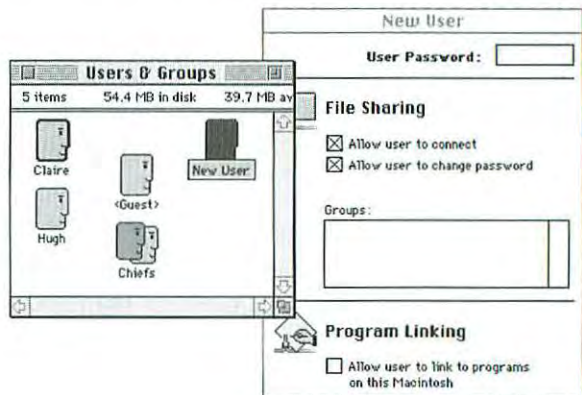 New User
User Password:
Users & Groups
5 items 54.4 MB in disk 39.7 MB av
File Sharing
Allow user to connect
Allow user to change password
Claire
New User
<Guest>
Groups:
Hugh
Chiefs
Program Linking
Allow user to link to programs
on this Macintosh